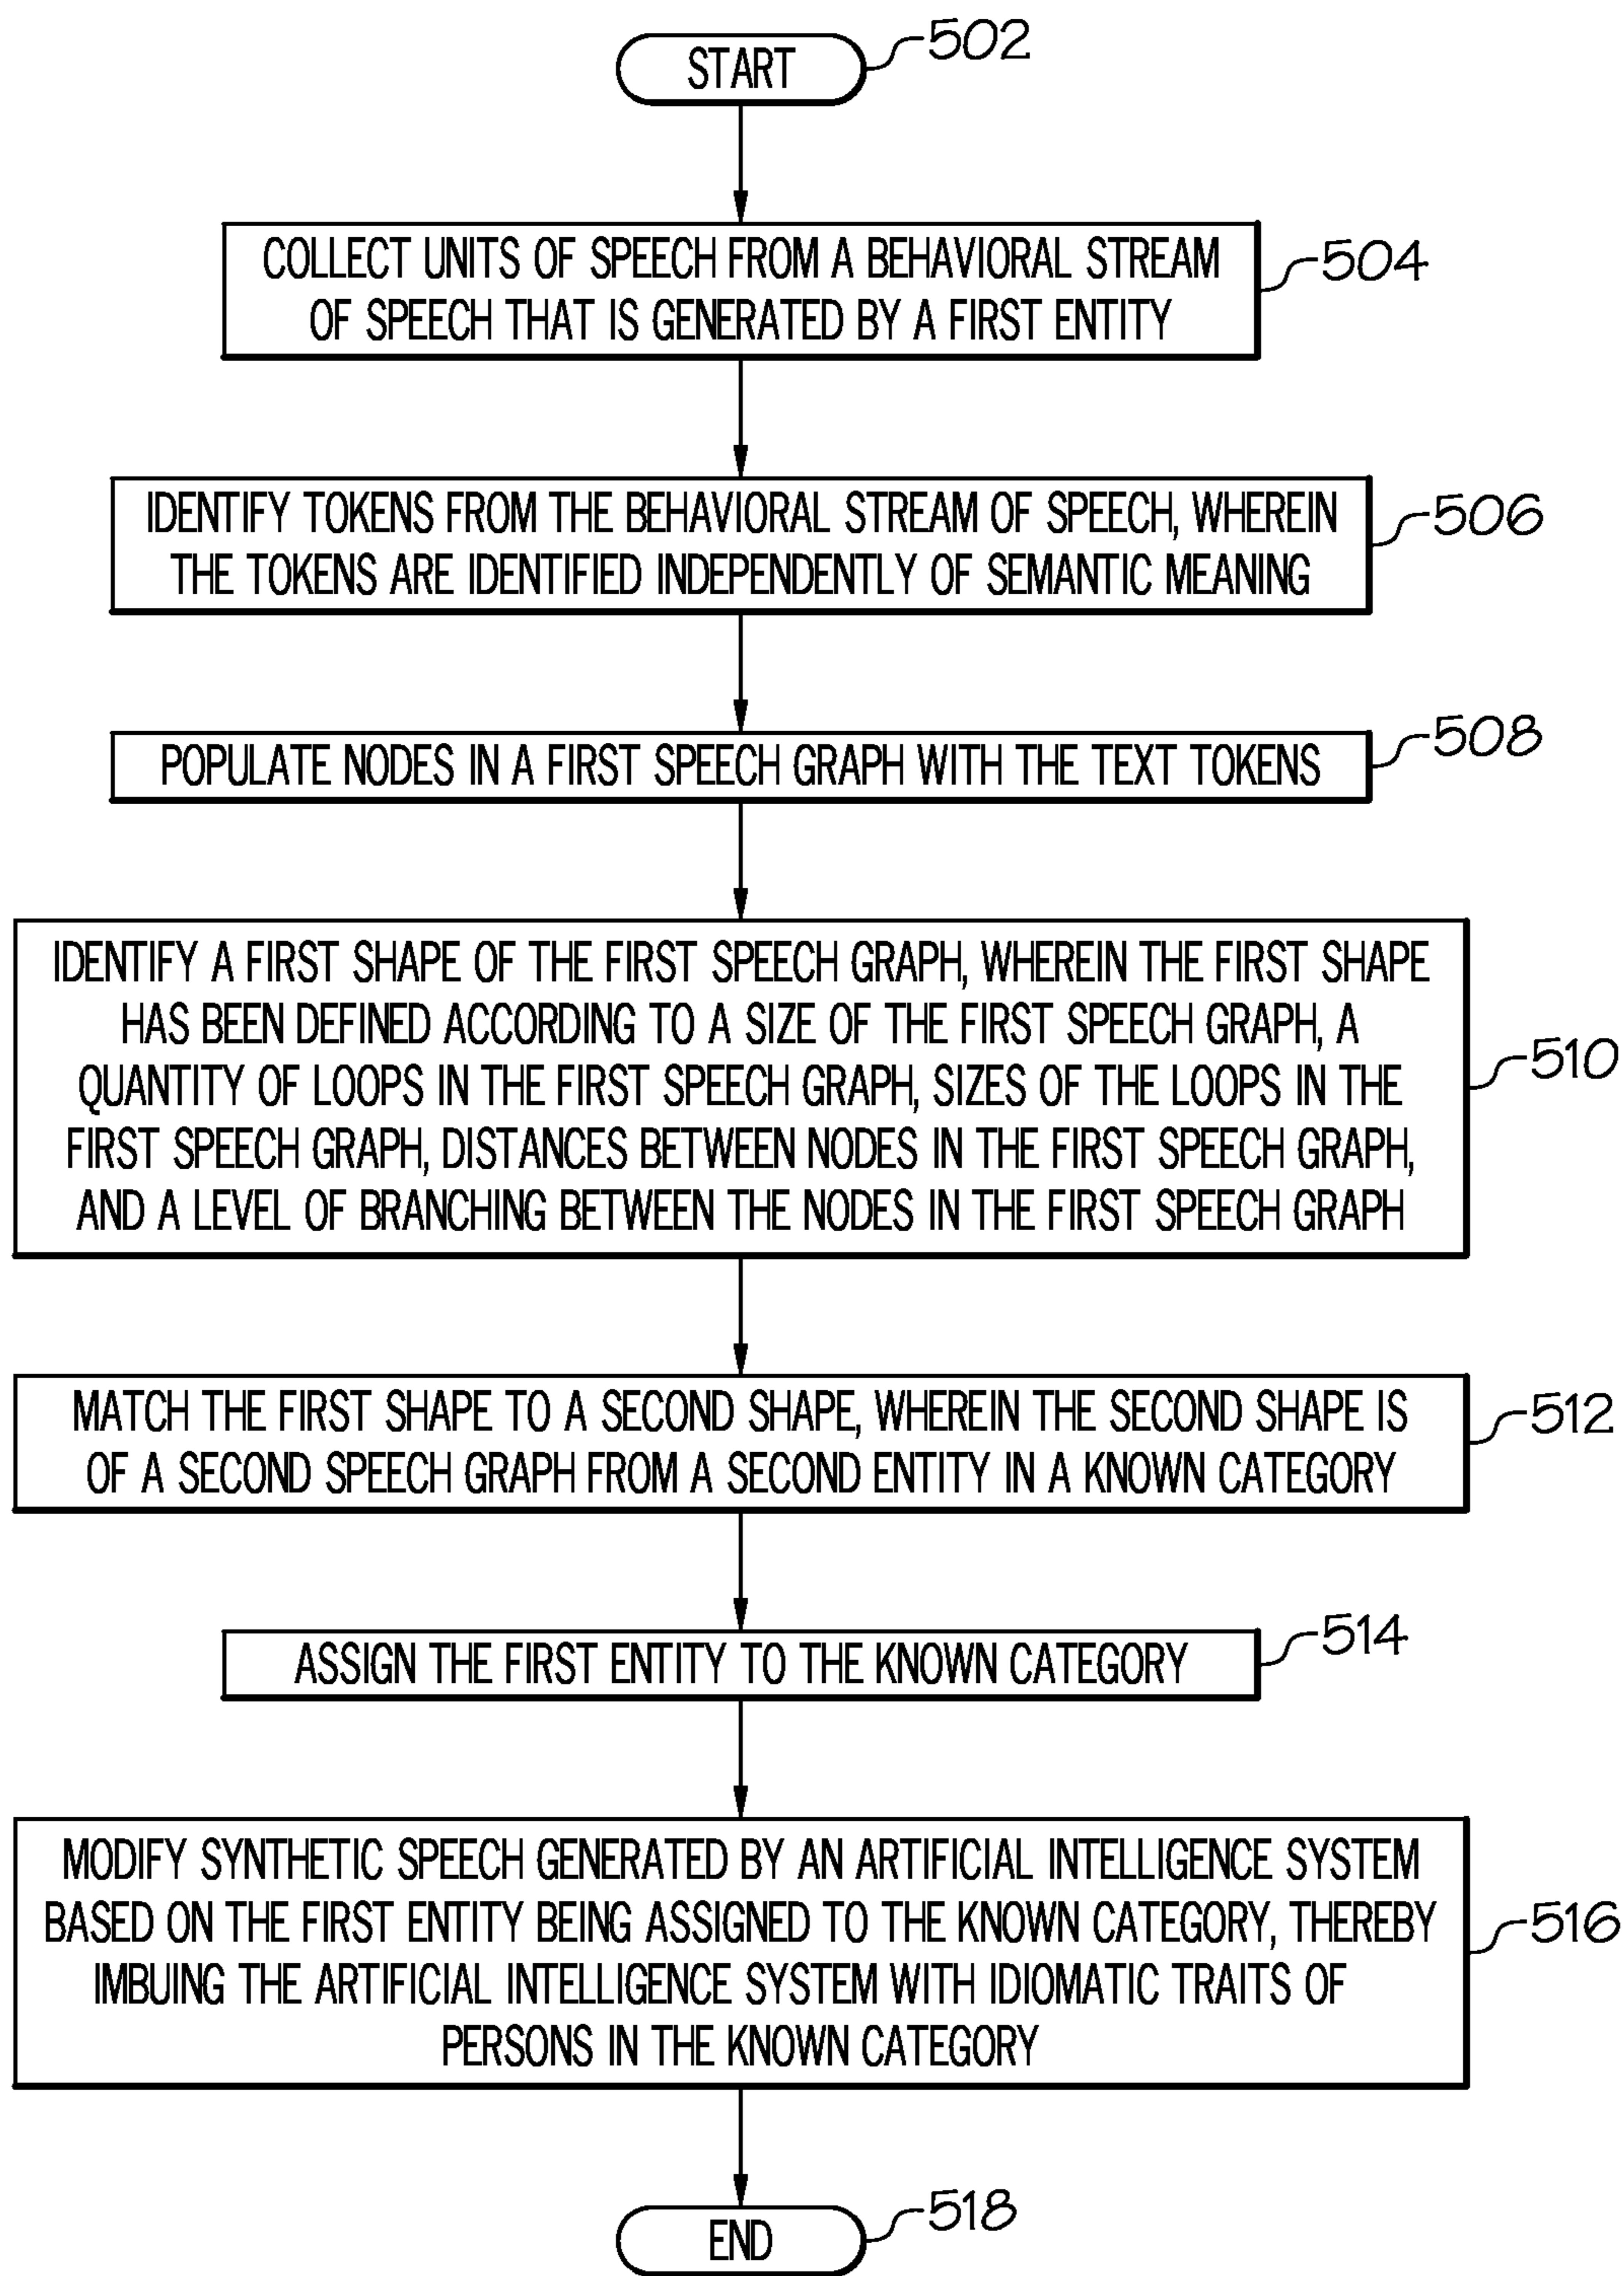 START
502
COLLECT UNITS OF SPEECH FROM A BEHAVIORAL STREAM
OF SPEECH THAT IS GENERATED BY A FIRST ENTITY
504
IDENTIFY TOKENS FROM THE BEHAVIORAL STREAM OF SPEECH, WHEREIN
THE TOKENS ARE IDENTIFIED INDEPENDENTLY OF SEMANTIC MEANING
506
POPULATE NODES IN A FIRST SPEECH GRAPH WITH THE TEXT TOKENS
508
IDENTIFY A FIRST SHAPE OF THE FIRST SPEECH GRAPH, WHEREIN THE FIRST SHAPE
HAS BEEN DEFINED ACCORDING TO A SIZE OF THE FIRST SPEECH GRAPH, A
QUANTITY OF LOOPS IN THE FIRST SPEECH GRAPH, SIZES OF THE LOOPS IN THE
FIRST SPEECH GRAPH, DISTANCES BETWEEN NODES IN THE FIRST SPEECH GRAPH,
AND A LEVEL OF BRANCHING BETWEEN THE NODES IN THE FIRST SPEECH GRAPH
510
MATCH THE FIRST SHAPE TO A SECOND SHAPE, WHEREIN THE SECOND SHAPE IS
OF A SECOND SPEECH GRAPH FROM A SECOND ENTITY IN A KNOWN CATEGORY
512
ASSIGN THE FIRST ENTITY TO THE KNOWN CATEGORY
514
MODIFY SYNTHETIC SPEECH GENERATED BY AN ARTIFICIAL INTELLIGENCE SYSTEM
BASED ON THE FIRST ENTITY BEING ASSIGNED TO THE KNOWN CATEGORY, THEREBY
IMBUING THE ARTIFICIAL INTELLIGENCE SYSTEM WITH IDIOMATIC TRAITS OF
PERSONS IN THE KNOWN CATEGORY
516
END
518